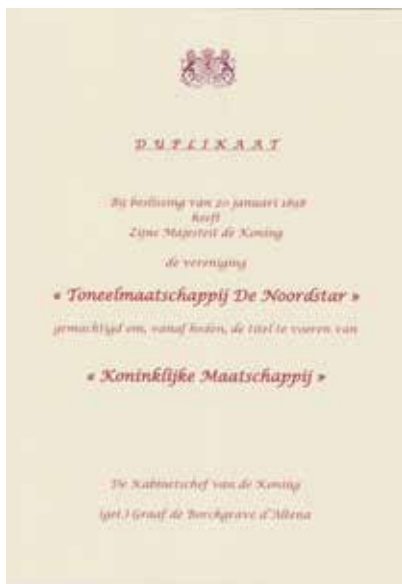 DUPLIKAAT
Bij beslissing van 20 januari 1898
heeft
Zijne Majesteit de Koning
de vereniging
« Toneelmaatschappij De Noordstar »
gemachtigd om, vanaf heden, de titel te voeren van
« Koninklijke Maatschappij »
De Kabinetschef van de Koning
(get.) Graaf de Borchgrave d'Altena